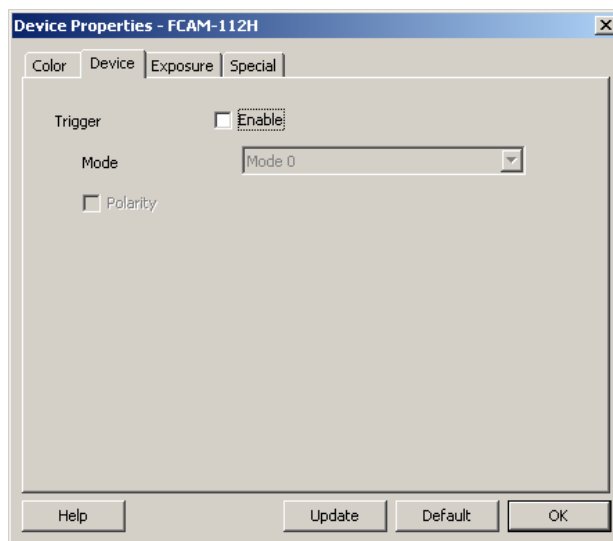 Device Properties - FCAM-112H
Color Device Exposure Special
Trigger Enable
Mode Mode 0
Polarity
Help Update Default OK